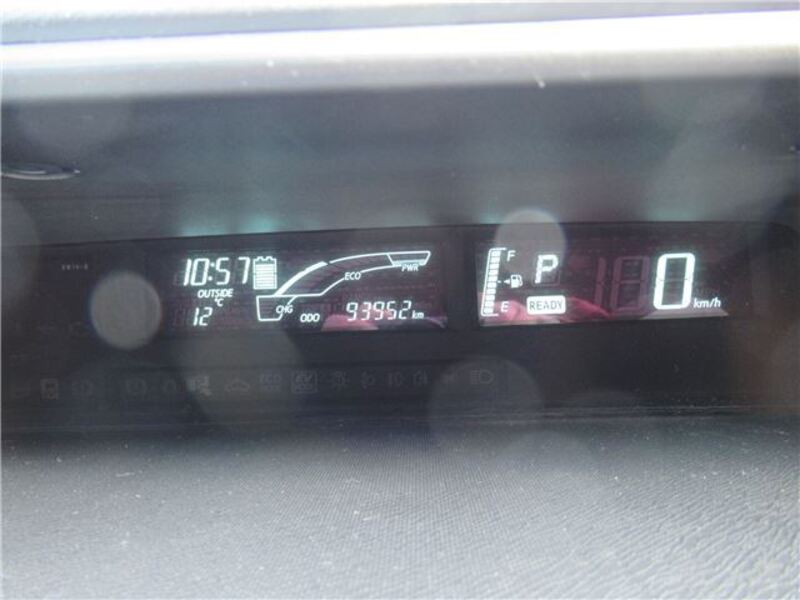 10:57
OUTSIDE
°C
12
CHG
ECO
PWR
ODO 93952 km
F
E
P
READY
0 km/h